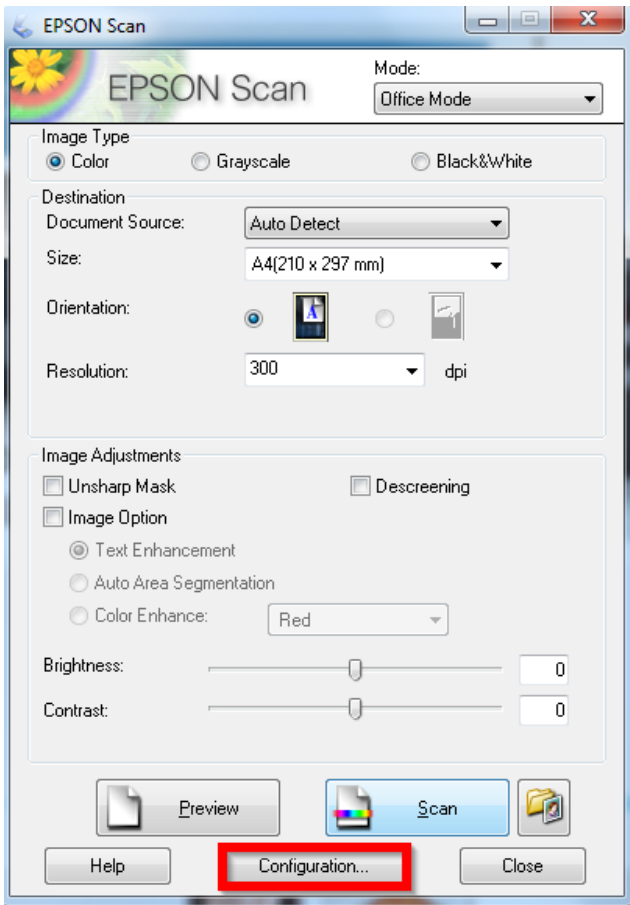 EPSON Scan
EPSON Scan
Mode:
Office Mode
Image Type
Color Grayscale Black&White
Destination
Document Source: Auto Detect
Size: A4(210 x 297 mm)
Orientation: A
Resolution: 300 dpi
Image Adjustments
Unsharp Mask Descreening
Image Option
Text Enhancement
Auto Area Segmentation
Color Enhance: Red
Brightness: 0
Contrast: 0
Preview Scan
Help Configuration... Close